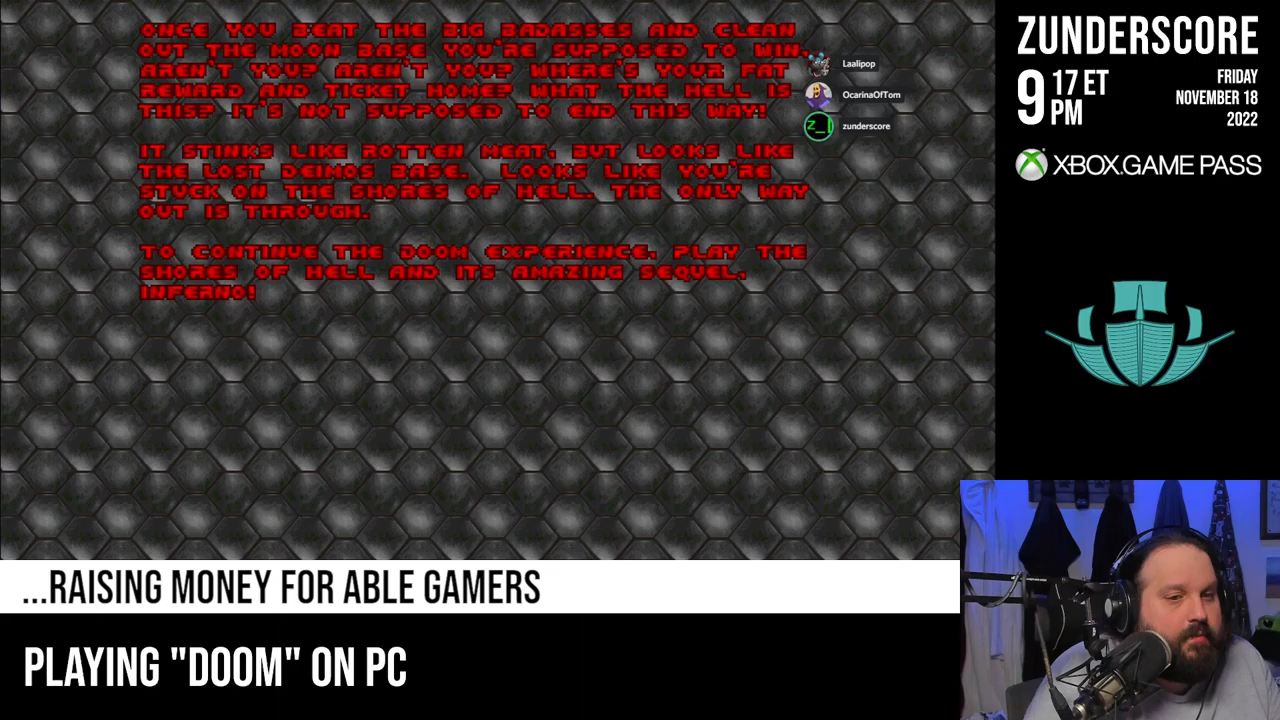 ONCE YOU BEAT THE BIG BADASSES AND CLEAN
OUT THE MOON BASE YOU'RE SUPPOSED TO WIN,
AREN'T YOU? AREN'T YOU? WHERE'S YOUR FAT
REWARD AND TICKET HOME? WHAT THE HELL IS
THIS? IT'S NOT SUPPOSED TO END THIS WAY!
IT STINKS LIKE ROTTEN MEAT, BUT LOOKS LIKE
THE LOST DEIMOS BASE. LOOKS LIKE YOU'RE
STUCK ON THE SHORES OF HELL. THE ONLY WAY
OUT IS THROUGH.
TO CONTINUE THE DOOM EXPERIENCE, PLAY THE
SHORES OF HELL AND ITS AMAZING SEQUEL,
INFERNO!
Laalipop
OcarinaOfTom
z_
zunderscore
ZUNDERSCORE
9 17 ET
PM
FRIDAY
NOVEMBER 18
2022
XBOX GAME PASS
...RAISING MONEY FOR ABLE GAMERS
PLAYING "DOOM" ON PC